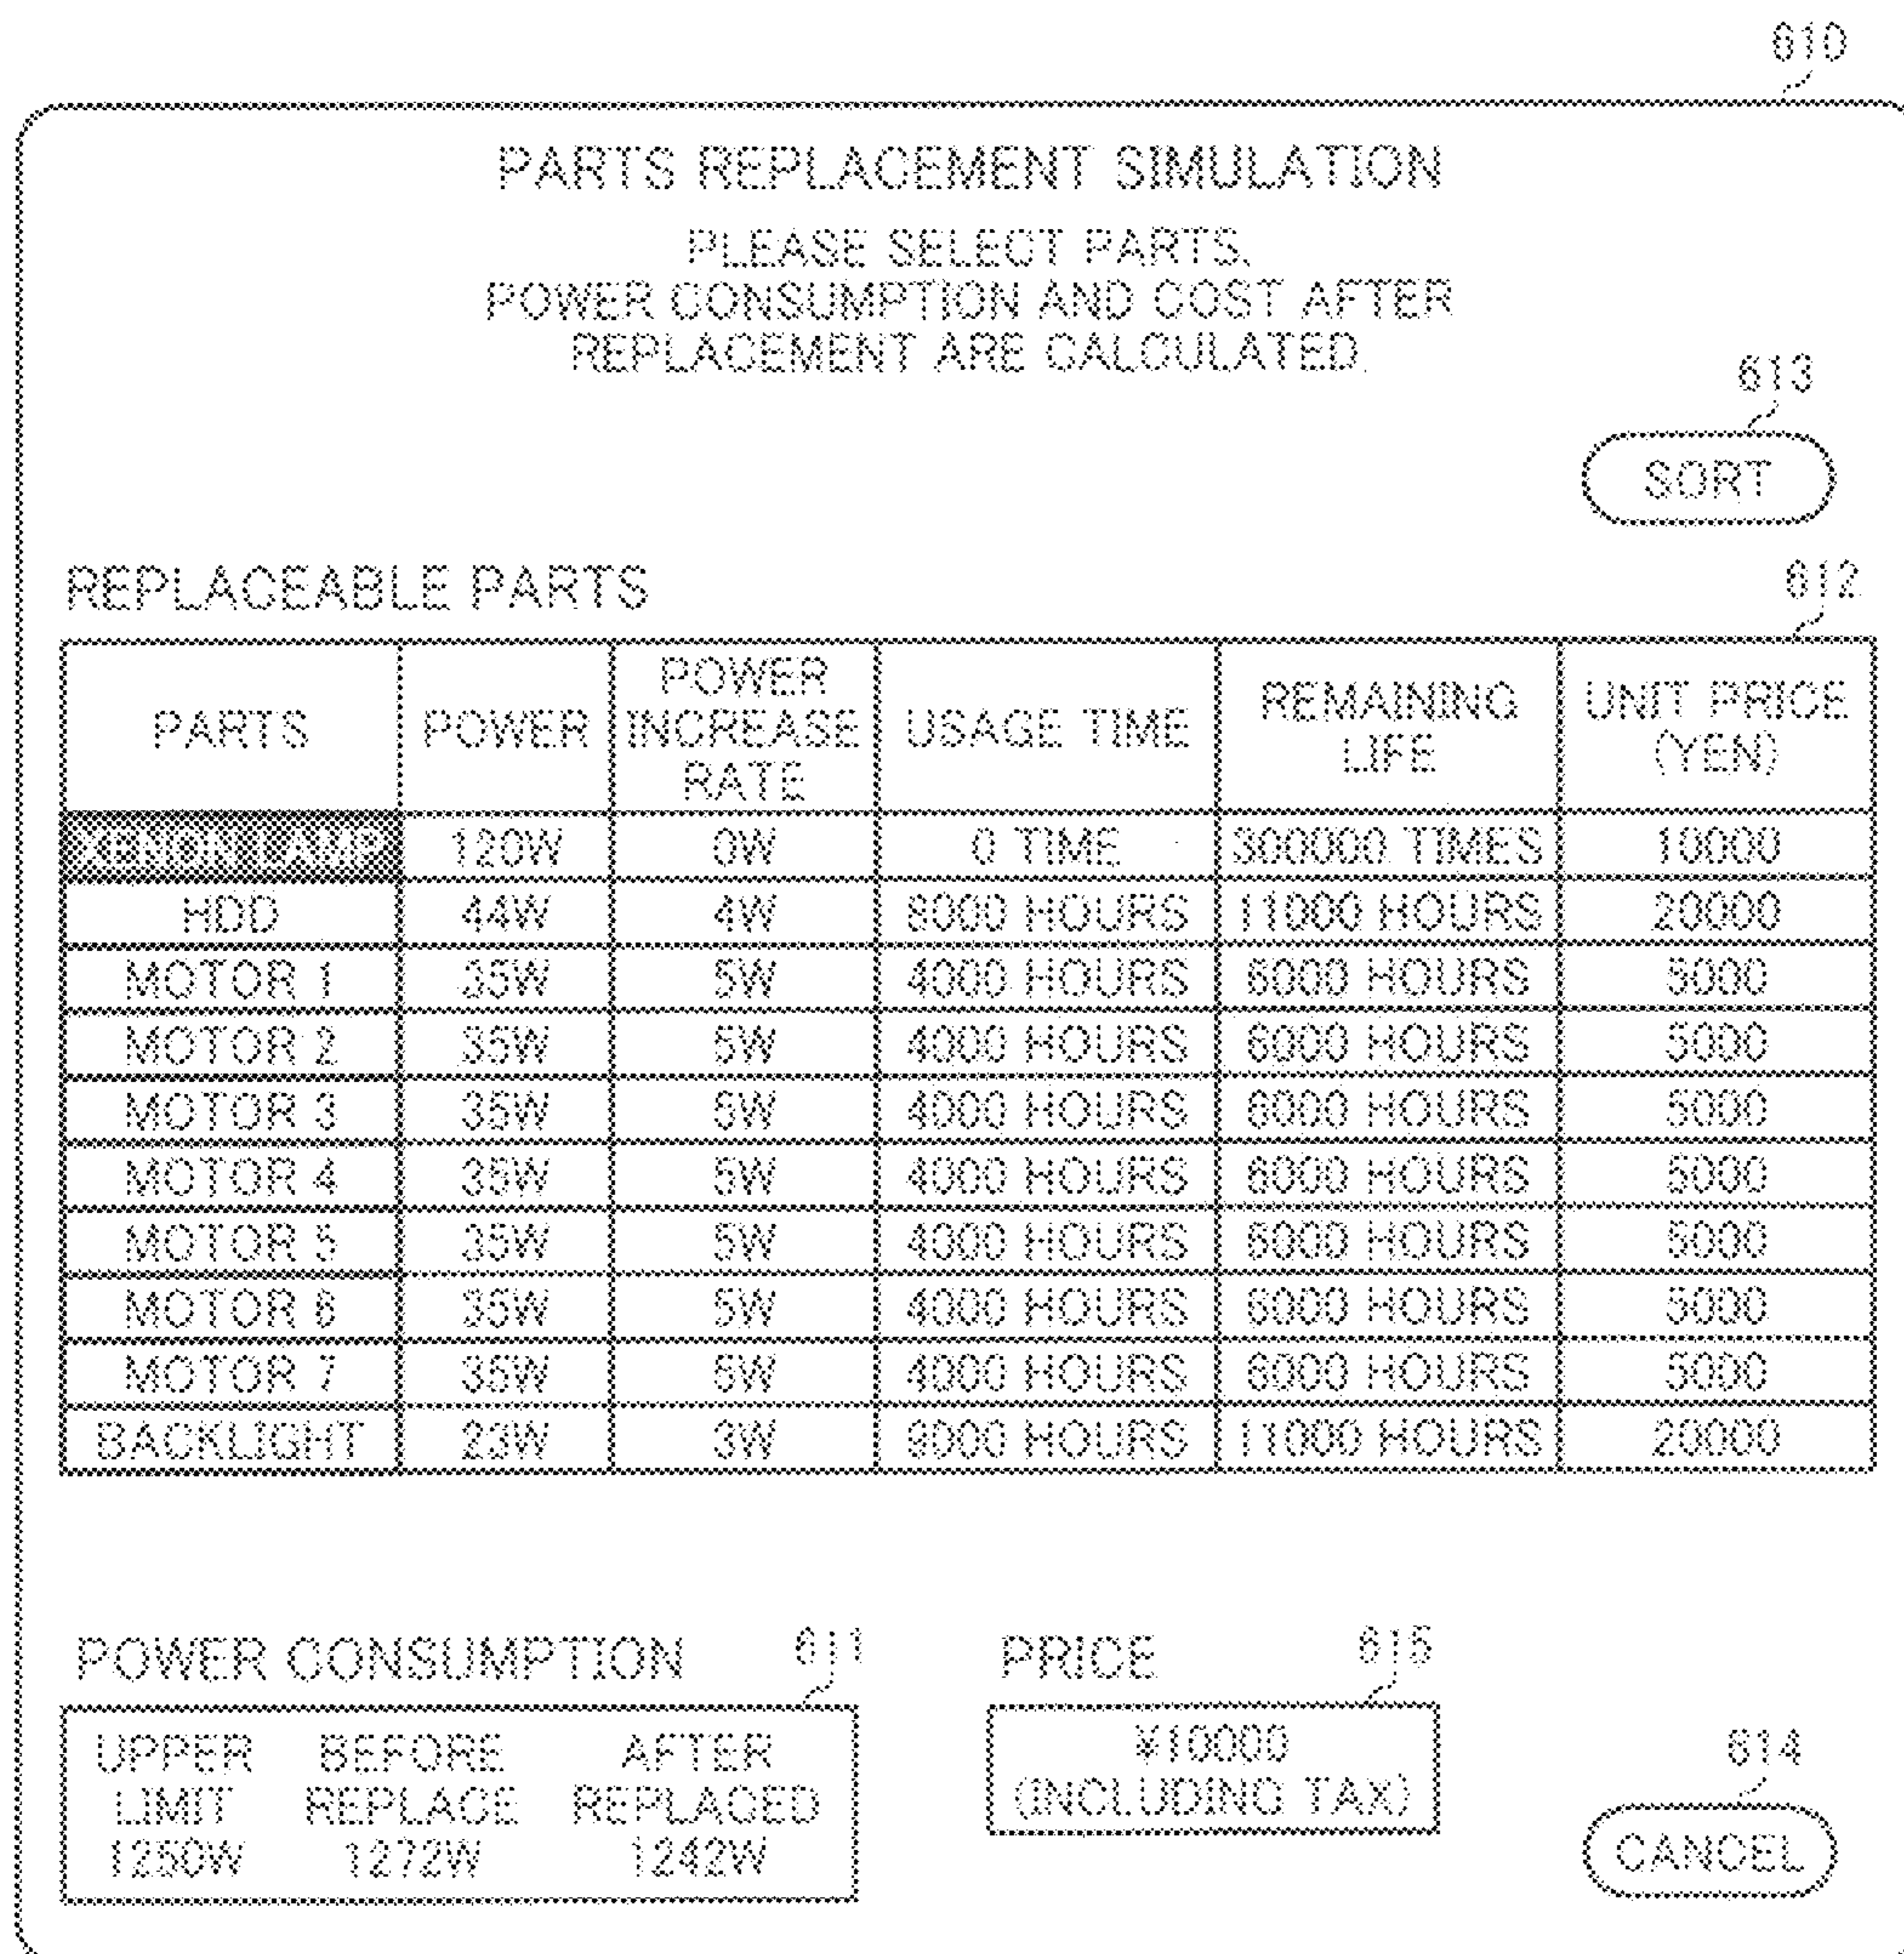 610
PARTS REPLACEMENT SIMULATION
PLEASE SELECT PARTS.
POWER CONSUMPTION AND COST AFTER
REPLACEMENT ARE CALCULATED.
613
SORT
REPLACEABLE PARTS
612
PARTS POWER POWER INCREASE RATE USAGE TIME REMAINING LIFE UNIT PRICE (YEN)
XENON LAMP 120W 0W 0 TIME 300000 TIMES 10000
HDD 44W 4W 8000 HOURS 11000 HOURS 20000
MOTOR 1 35W 5W 4000 HOURS 6000 HOURS 5000
MOTOR 2 35W 5W 4000 HOURS 6000 HOURS 5000
MOTOR 3 35W 5W 4000 HOURS 6000 HOURS 5000
MOTOR 4 35W 5W 4000 HOURS 6000 HOURS 5000
MOTOR 5 35W 5W 4000 HOURS 6000 HOURS 5000
MOTOR 6 35W 5W 4000 HOURS 6000 HOURS 5000
MOTOR 7 35W 5W 4000 HOURS 6000 HOURS 5000
BACKLIGHT 23W 3W HOURS 11000 HOURS 20000
POWER CONSUMPTION 611
UPPER LIMIT 1250W
BEFORE REPLACE 1272W
AFTER REPLACED 1242W
PRICE 615
¥10000
(INCLUDING TAX)
614
CANCEL